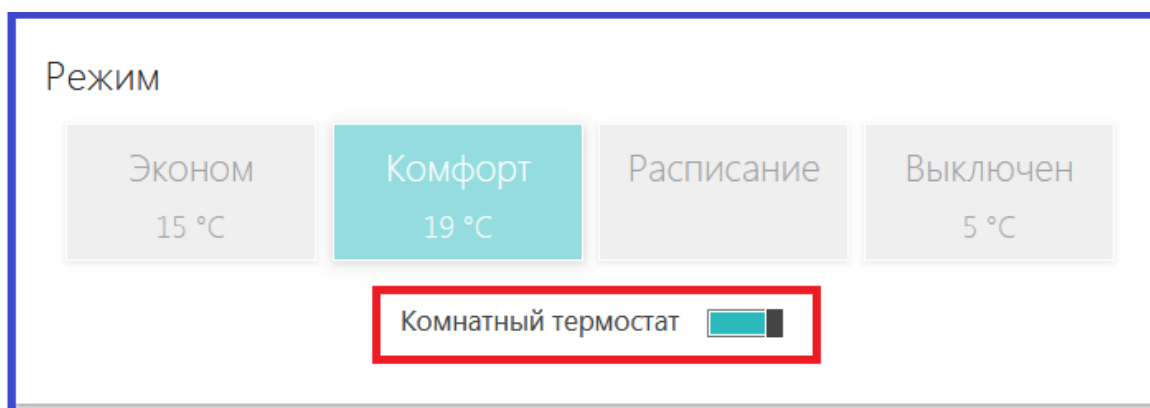 Режим
Эконом Комфорт Расписание Выключен
15 °C 19 °C 5 °C
Комнатный термостат